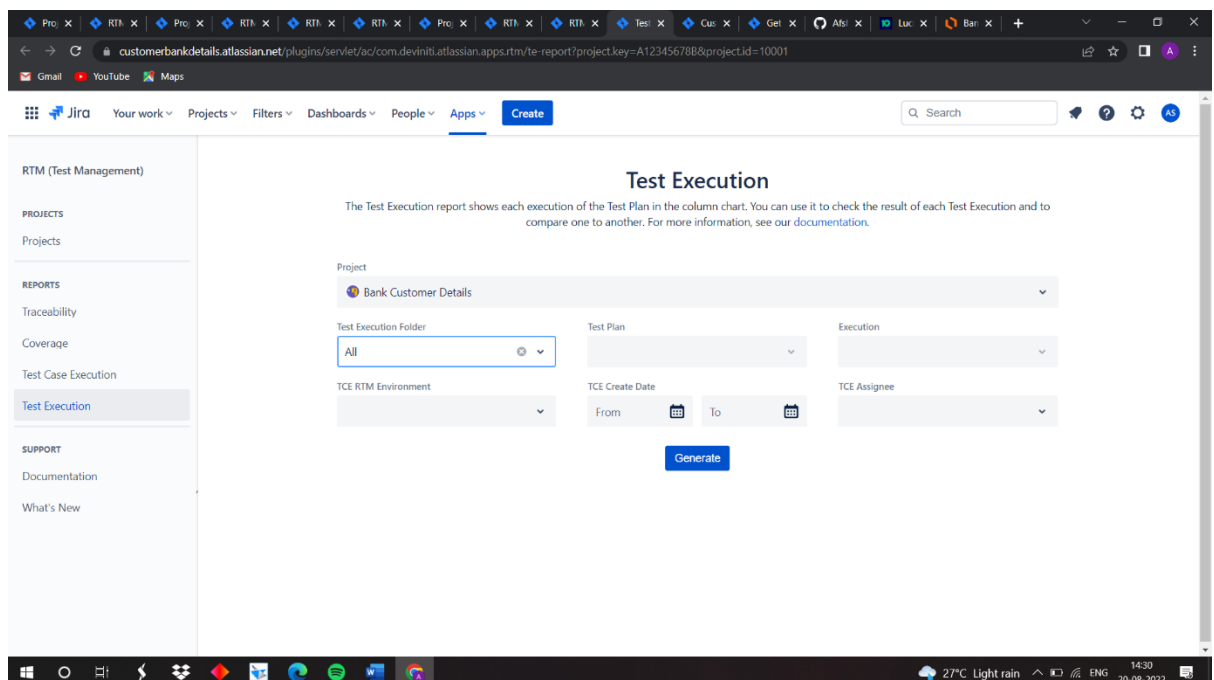 Proj RTM Proj RTM RTM RTM Proj RTM RTM Test Cus Get Afsl Luc Ban
customerbankdetails.atlassian.net/plugins/servlet/ac/com.deviniti.atlassian.apps.rtm/te-report?project.key=A12345678B&project.id=10001
Gmail YouTube Maps
Jira Your work Projects Filters Dashboards People Apps Create Search AS
RTM (Test Management)
Test Execution
The Test Execution report shows each execution of the Test Plan in the column chart. You can use it to check the result of each Test Execution and to
compare one to another. For more information, see our documentation.
PROJECTS
Projects
REPORTS
Traceability
Coverage
Test Case Execution
Test Execution
SUPPORT
Documentation
What's New
Project
Bank Customer Details
Test Execution Folder Test Plan Execution
All
TCE RTM Environment TCE Create Date TCE Assignee
From To
Generate
27°C Light rain ENG 14:30
20-08-2022